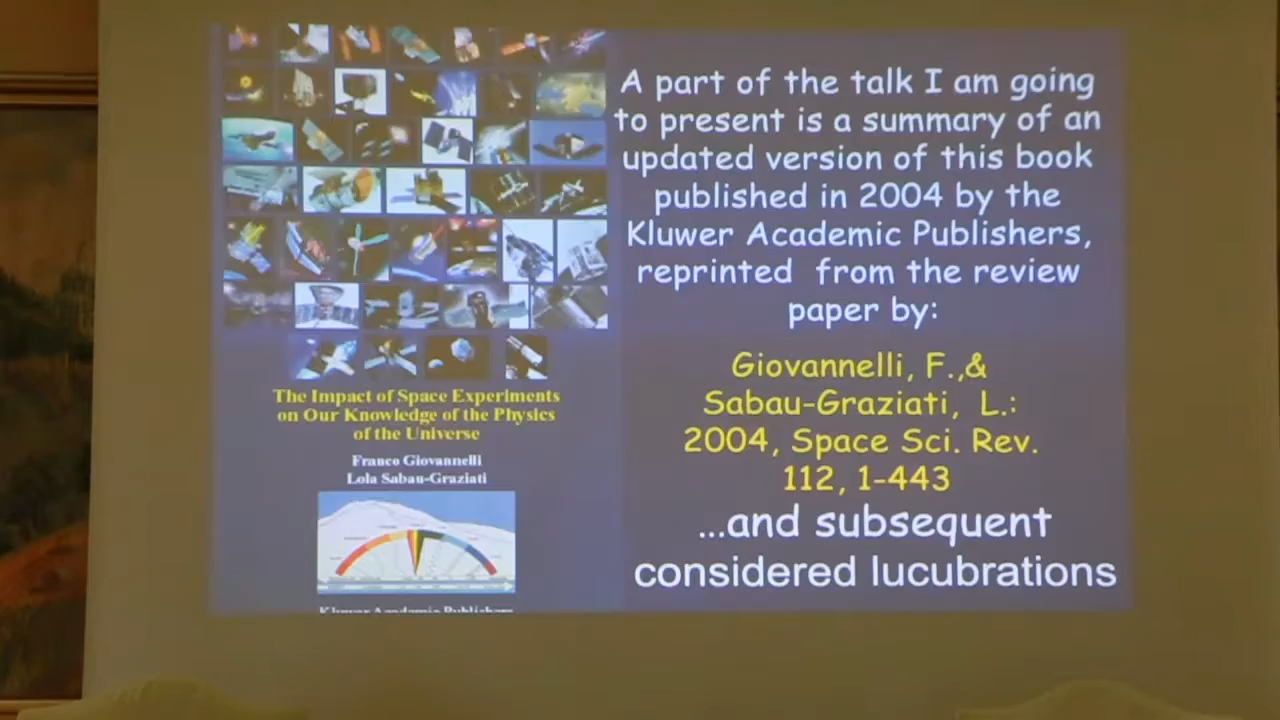 A part of the talk I am going
to present is a summary of an
updated version of this book
published in 2004 by the
Kluwer Academic Publishers,
reprinted from the review
paper by:
Giovannelli, F.,&
Sabau-Graziati, L.:
2004, Space Sci. Rev.
112, 1-443
...and subsequent
considered lucubrations
The Impact of Space Experiments
on Our Knowledge of the Physics
of the Universe
Franco Giovannelli
Lola Sabau-Graziati
Kluwer Academic Publishers